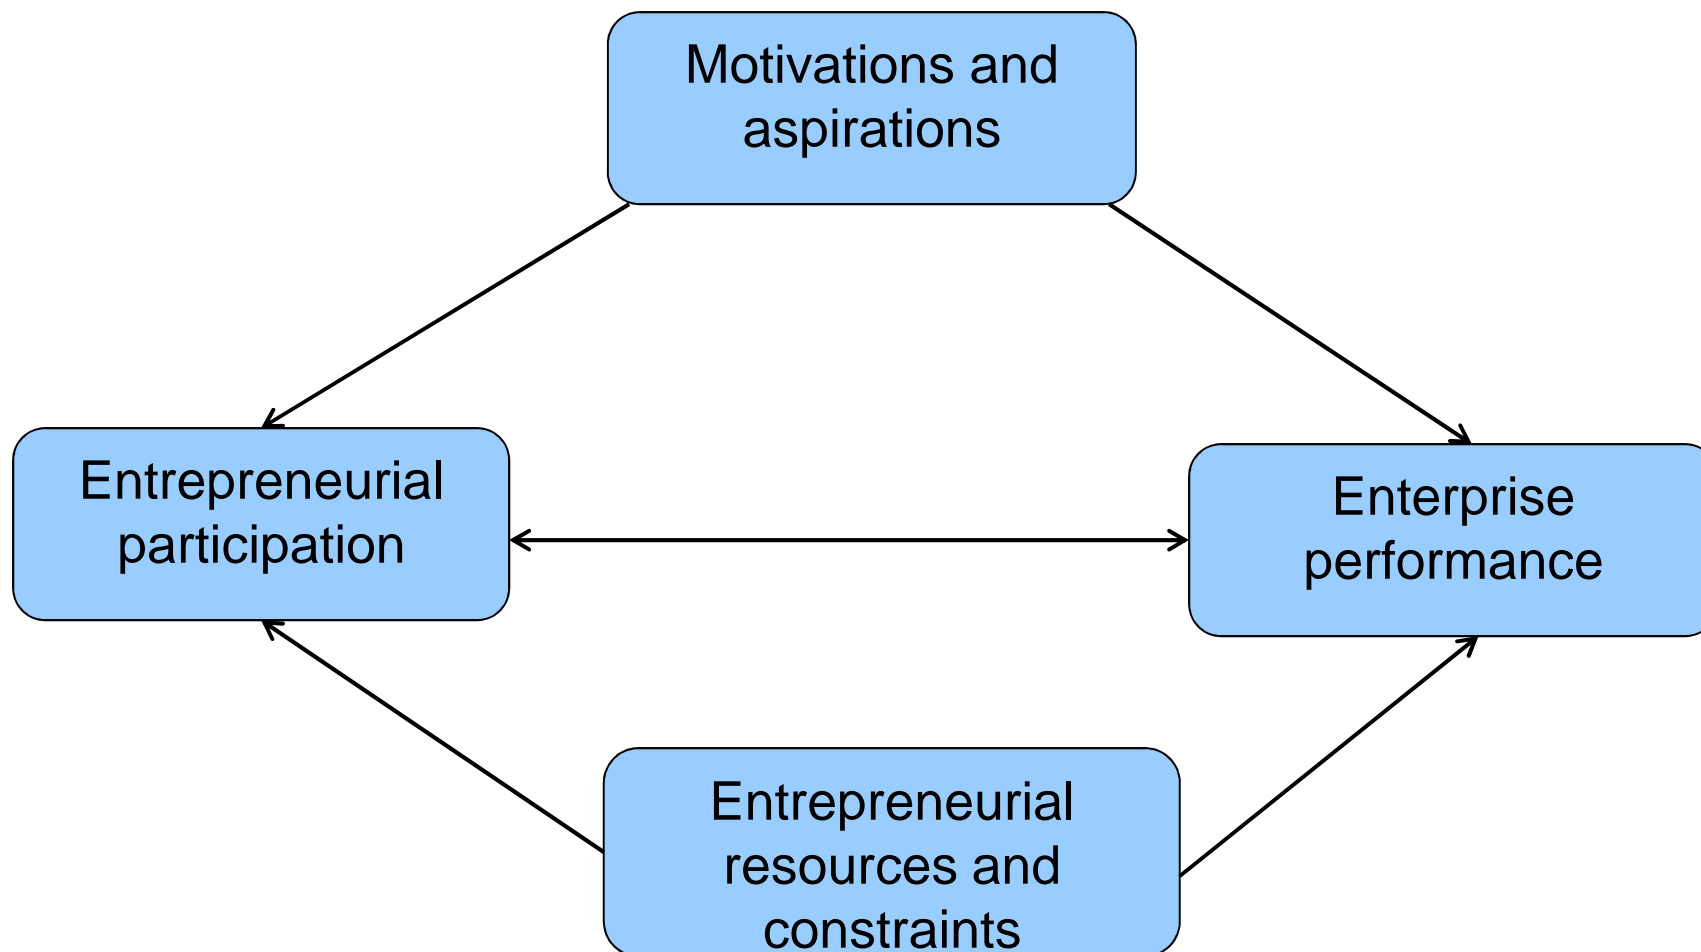 Motivations and
aspirations
Entrepreneurial
participation
Enterprise
performance
Entrepreneurial
resources and
constraints